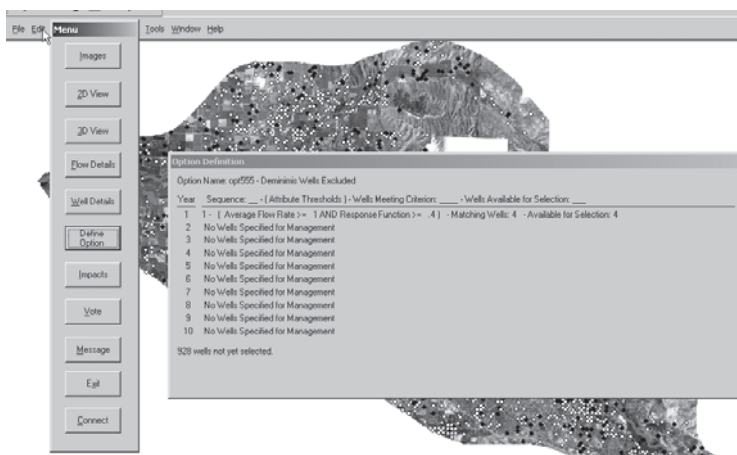 File Edit Menu Tools Window Help
Images
2D View
3D View
Flow Details
Well Details
Define
Option
Impacts
Vote
Message
Exit
Connect
Option Definition
Option Name: opt555 - Deminimis Wells Excluded
Year Sequence: __ - ( Attribute Thresholds ) - Wells Meeting Criterion: ____ - Wells Available for Selection: ___
1 1 - ( Average Flow Rate >= 1 AND Response Function >= .4 ) - Matching Wells: 4 - Available for Selection: 4
2 No Wells Specified for Management
3 No Wells Specified for Management
4 No Wells Specified for Management
5 No Wells Specified for Management
6 No Wells Specified for Management
7 No Wells Specified for Management
8 No Wells Specified for Management
9 No Wells Specified for Management
10 No Wells Specified for Management
928 wells not yet selected.